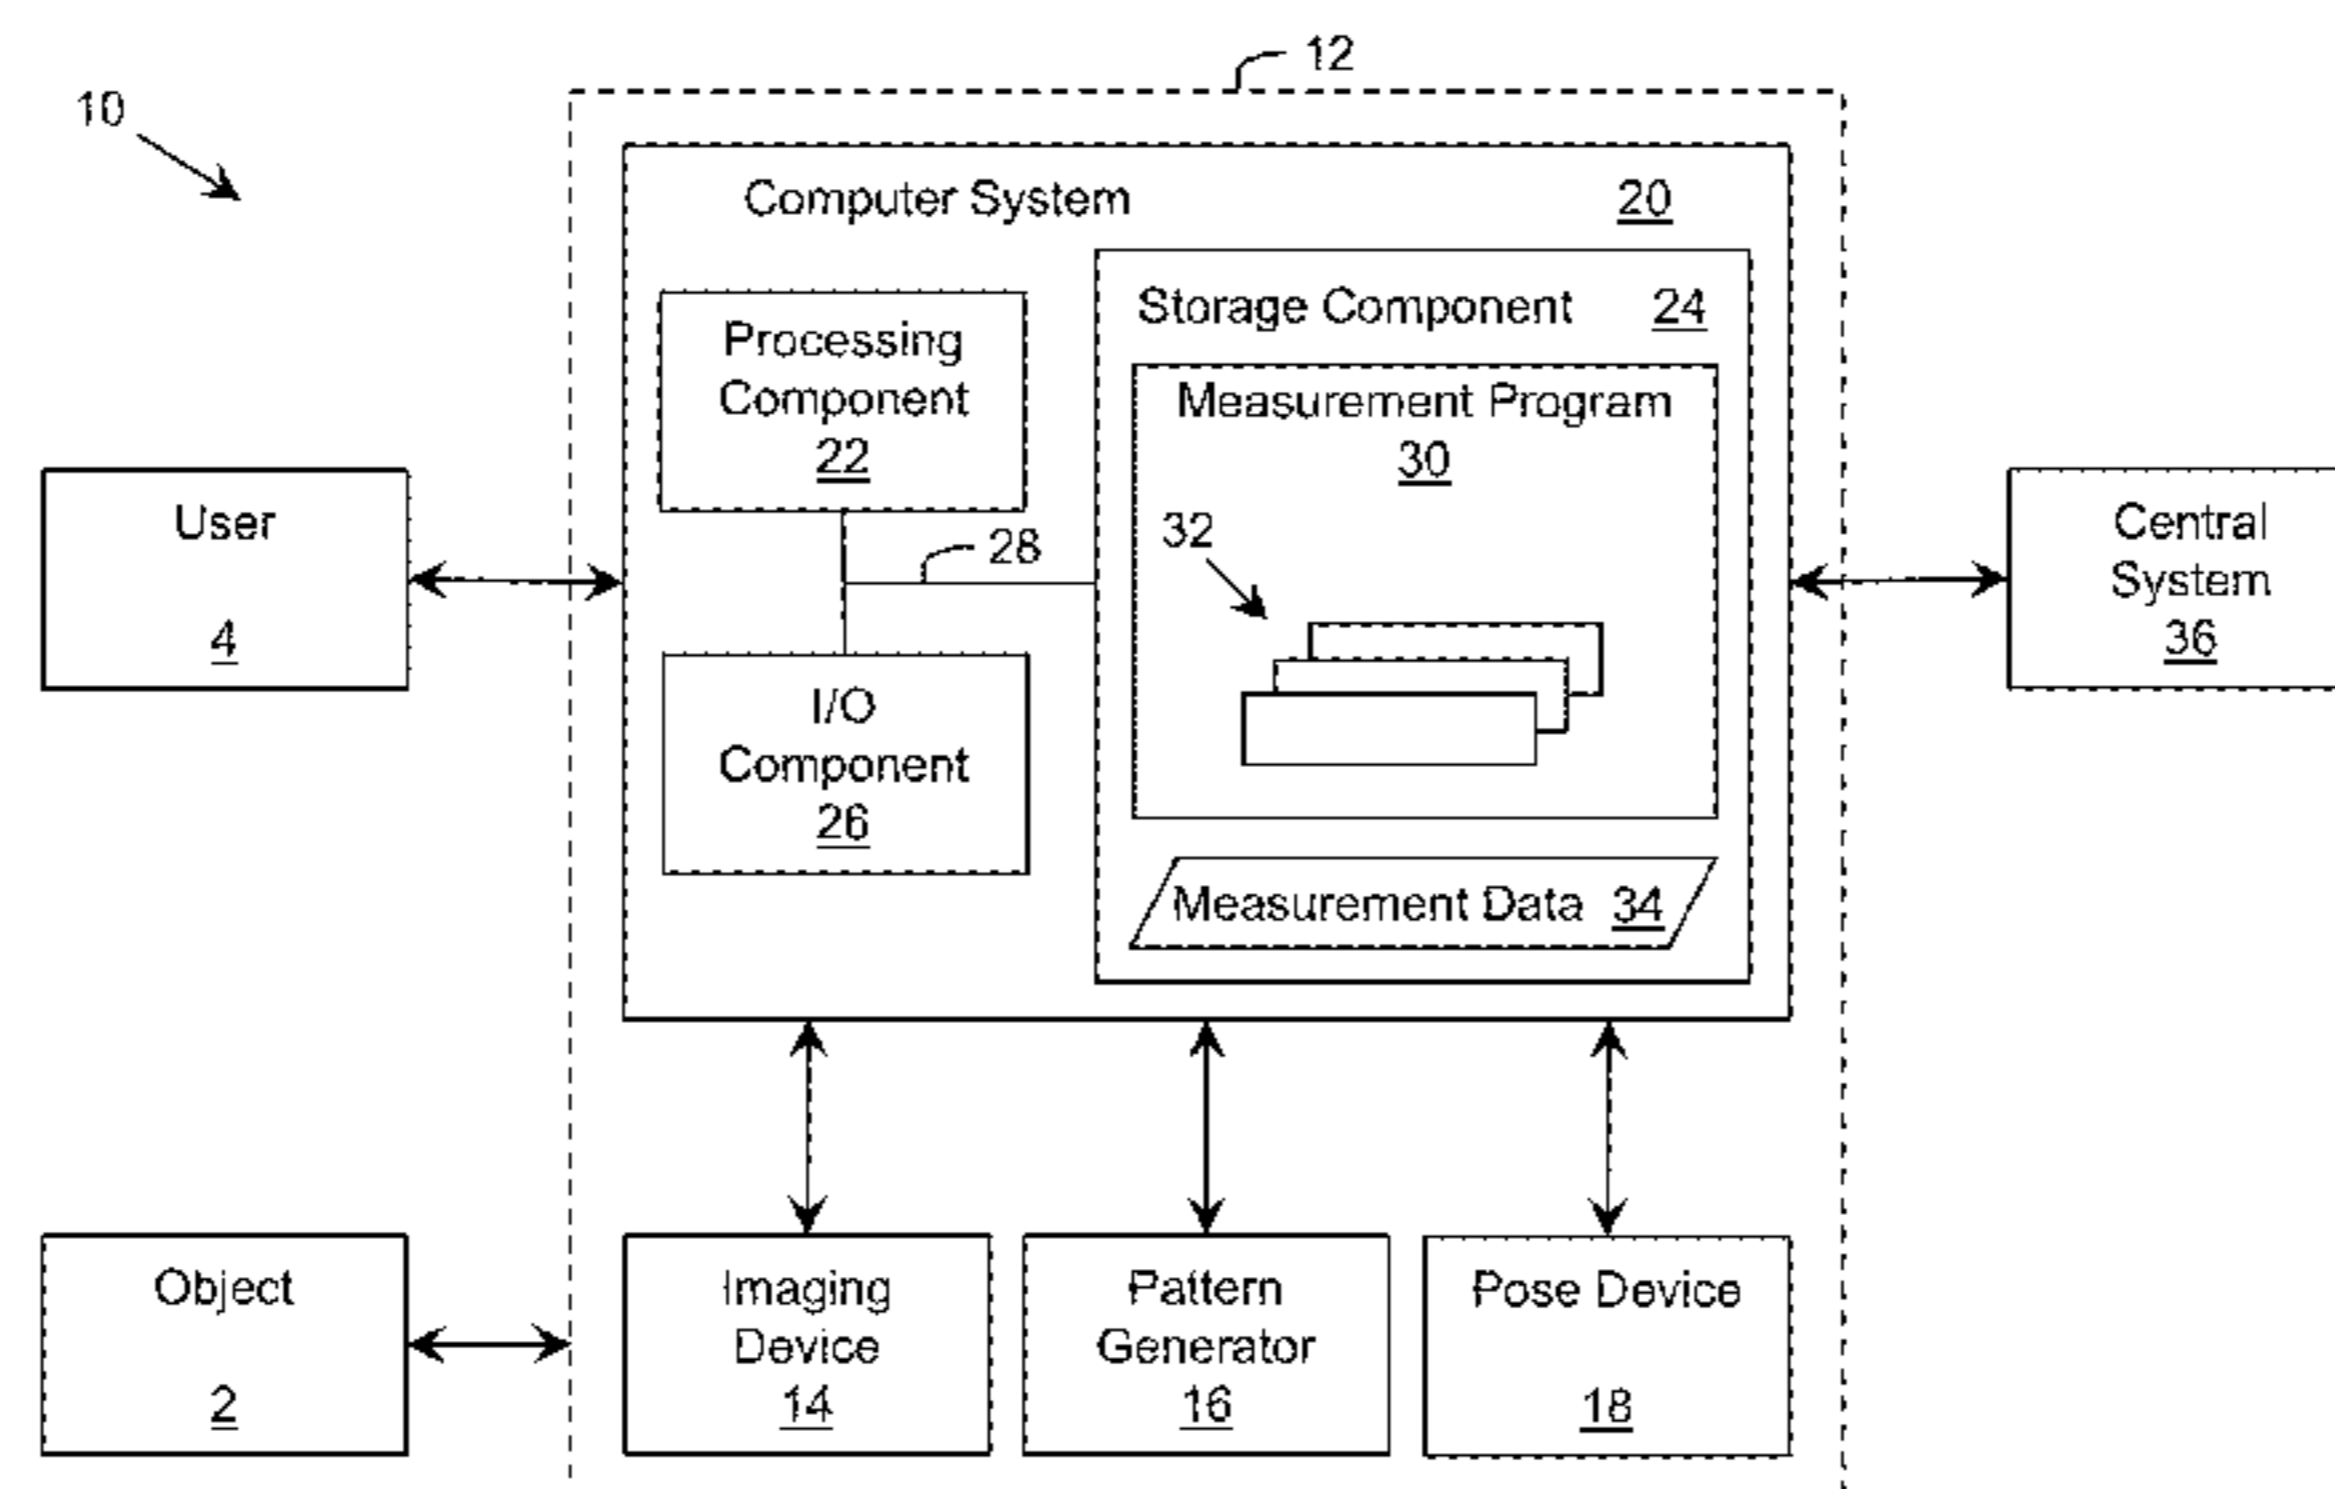 12
10
Computer System 20
Processing
Component
22
Storage Component 24
Measurement Program
30
32
28
User
4
Central
System
36
I/O
Component
26
Measurement Data 34
Object
2
Imaging
Device
14
Pattern
Generator
16
Pose Device
18